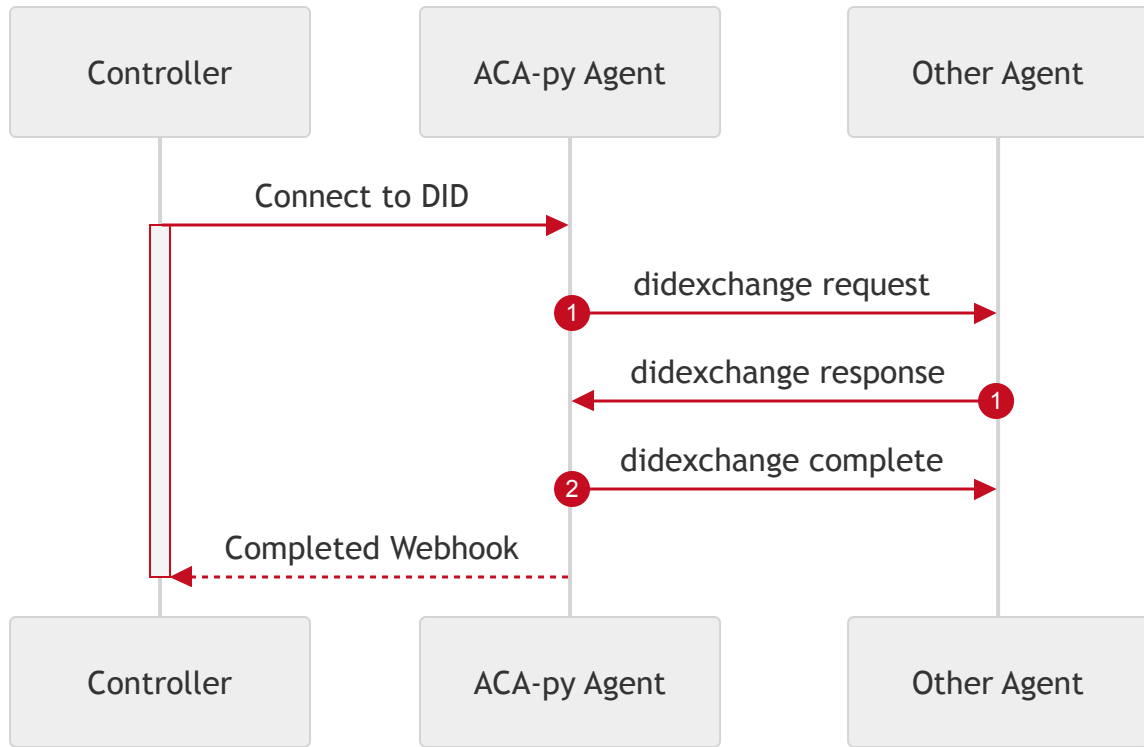 Controller
ACA-py Agent
Other Agent
Connect to DID
didexchange request
1
didexchange response
1
didexchange complete
2
Completed Webhook
Controller
ACA-py Agent
Other Agent